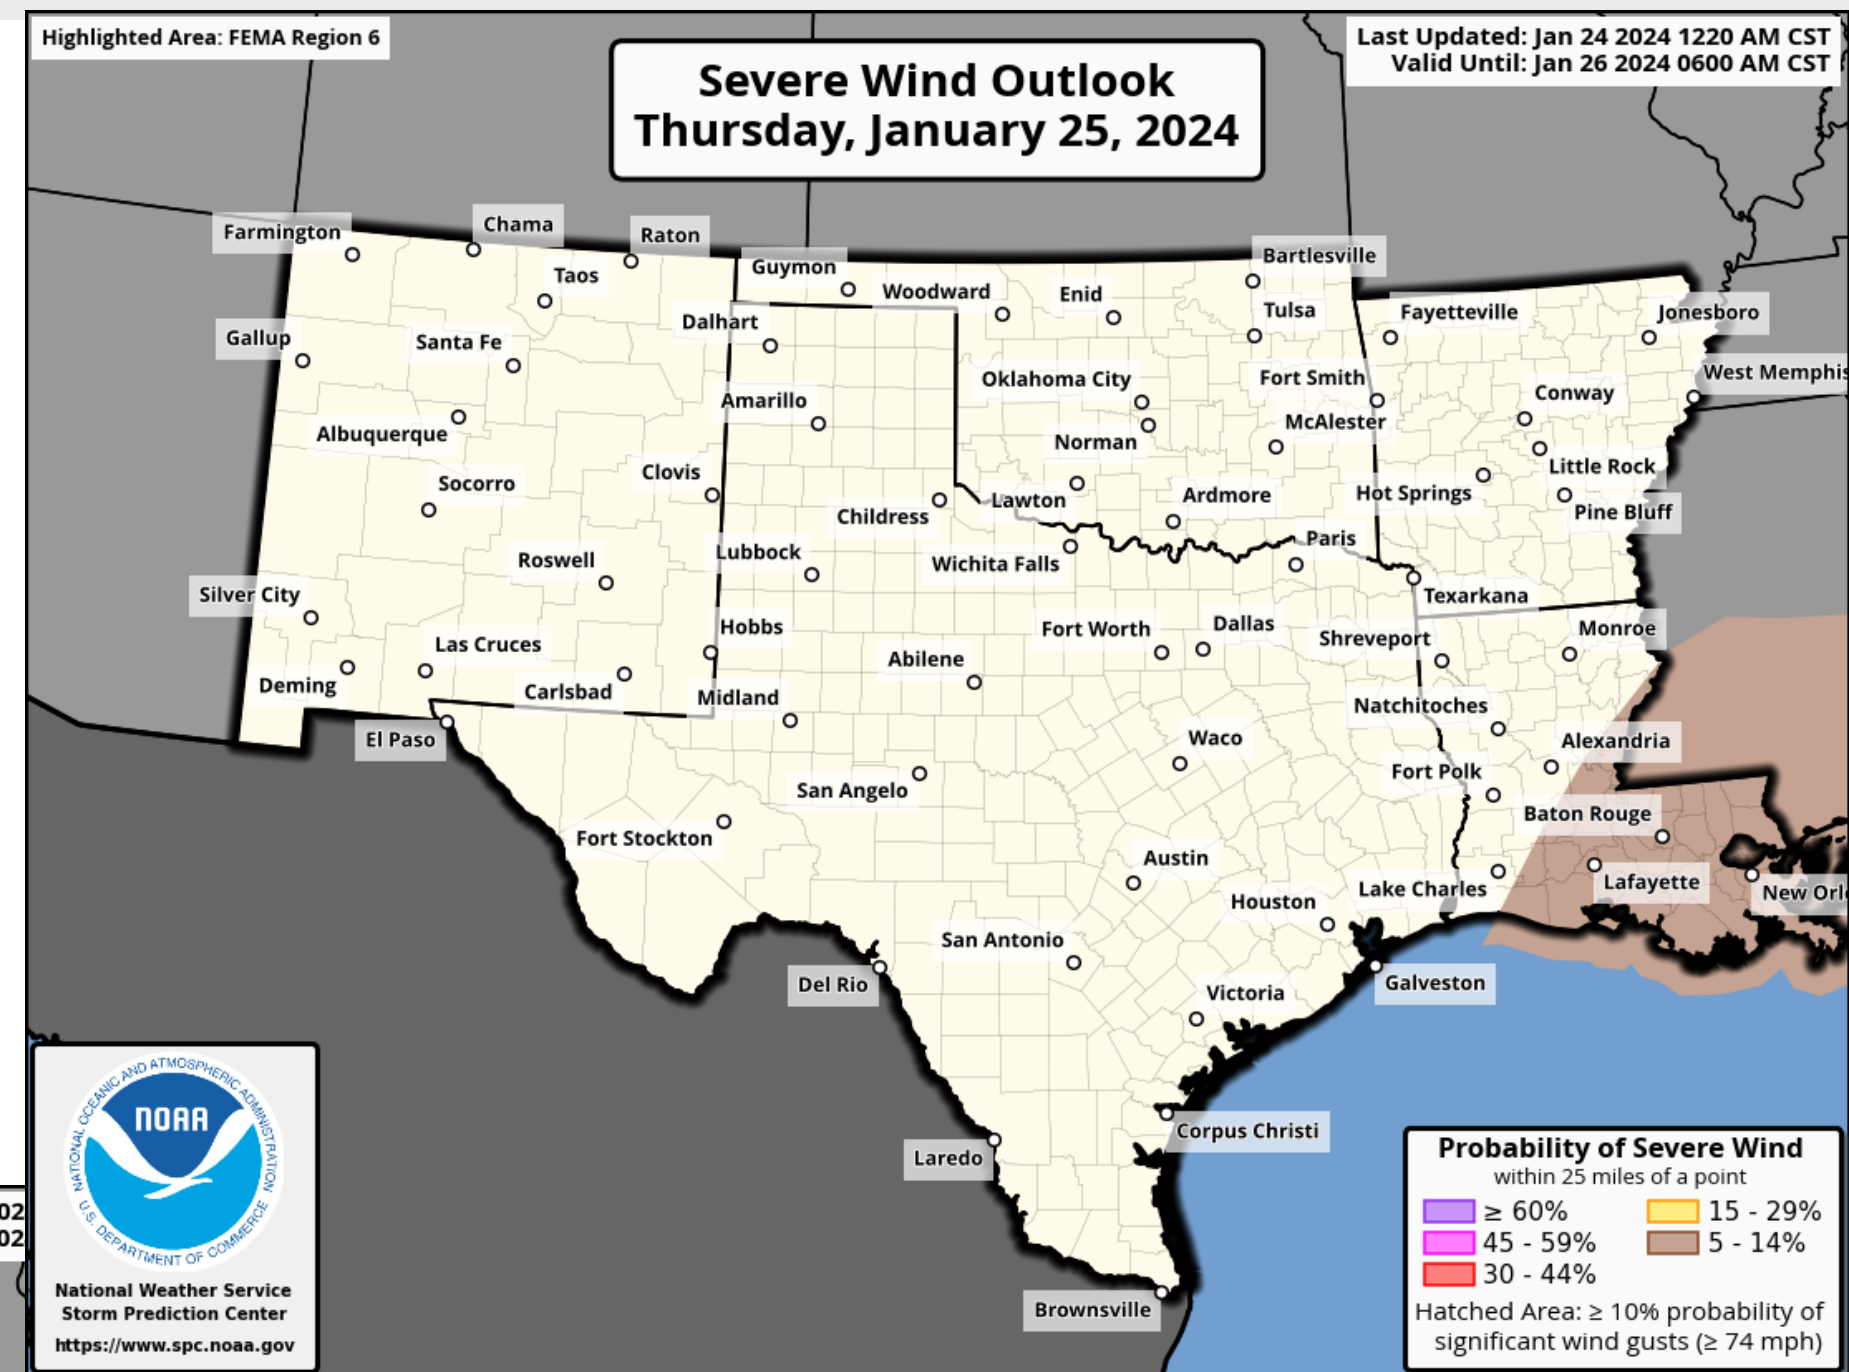 Highlighted Area: FEMA Region 6
Severe Wind Outlook
Thursday, January 25, 2024
Last Updated: Jan 24 2024 1220 AM CST
Valid Until: Jan 26 2024 0600 AM CST
Farmington
Chama
Raton
Taos
Guymon
Woodward
Enid
Bartlesville
Tulsa
Fayetteville
Jonesboro
Gallup
Santa Fe
Dalhart
Oklahoma City
Fort Smith
Conway
West Memphis
Albuquerque
Amarillo
Norman
McAlester
Little Rock
Socorro
Clovis
Childress
Lawton
Ardmore
Hot Springs
Pine Bluff
Roswell
Lubbock
Wichita Falls
Paris
Texarkana
Silver City
Las Cruces
Hobbs
Fort Worth
Dallas
Shreveport
Monroe
Deming
Carlsbad
Midland
Abilene
Natchitoches
El Paso
Waco
Alexandria
San Angelo
Fort Polk
Fort Stockton
Baton Rouge
Austin
Lake Charles
Lafayette
New Orl
Houston
San Antonio
Del Rio
Victoria
Galveston
Corpus Christi
Laredo
Brownsville
02
02
NATIONAL OCEANIC AND ATMOSPHERIC ADMINISTRATION
NOAA
U.S. DEPARTMENT OF COMMERCE
National Weather Service
Storm Prediction Center
https://www.spc.noaa.gov
Probability of Severe Wind
within 25 miles of a point
≥ 60%
15 - 29%
45 - 59%
5 - 14%
30 - 44%
Hatched Area: ≥ 10% probability of
significant wind gusts (≥ 74 mph)